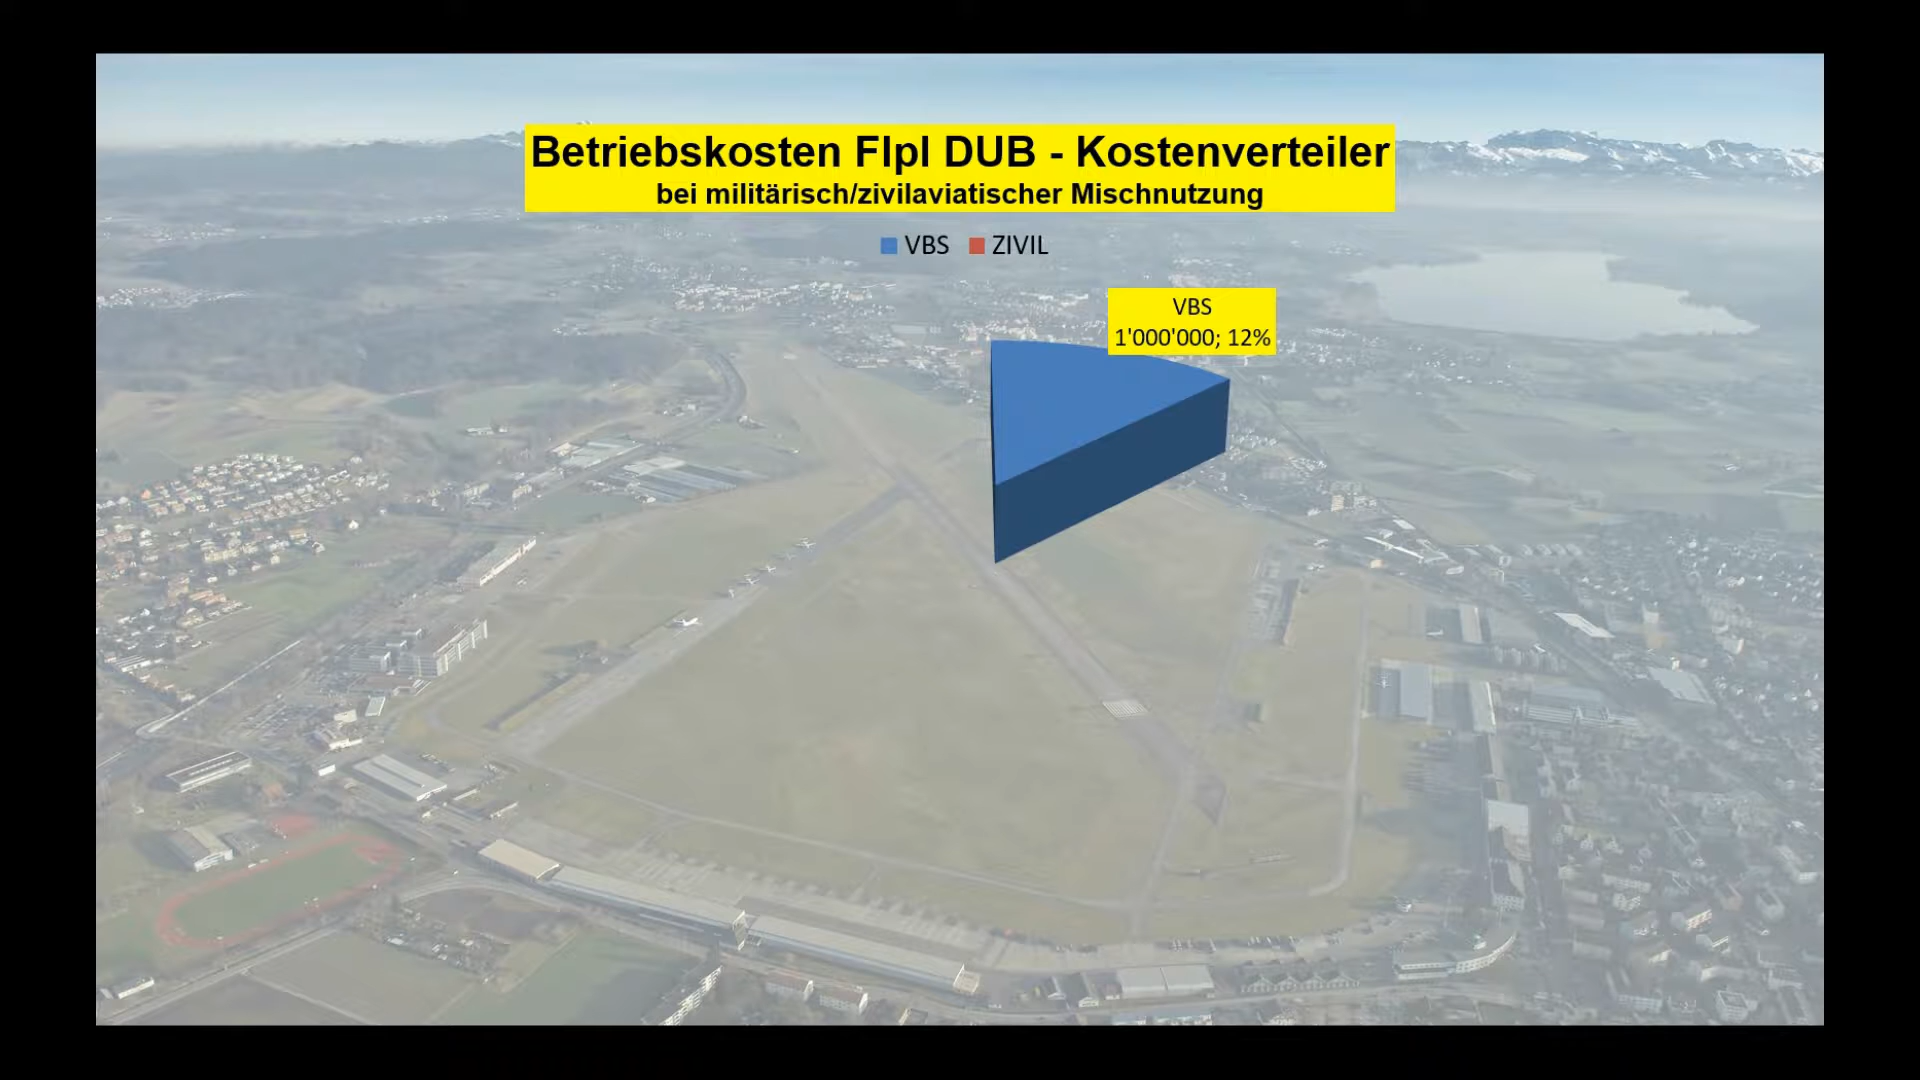 Betriebskosten Flpl DUB - Kostenverteiler
bei militärisch/zivilaviatischer Mischnutzung
VBS ZIVIL
VBS
1'000'000; 12%